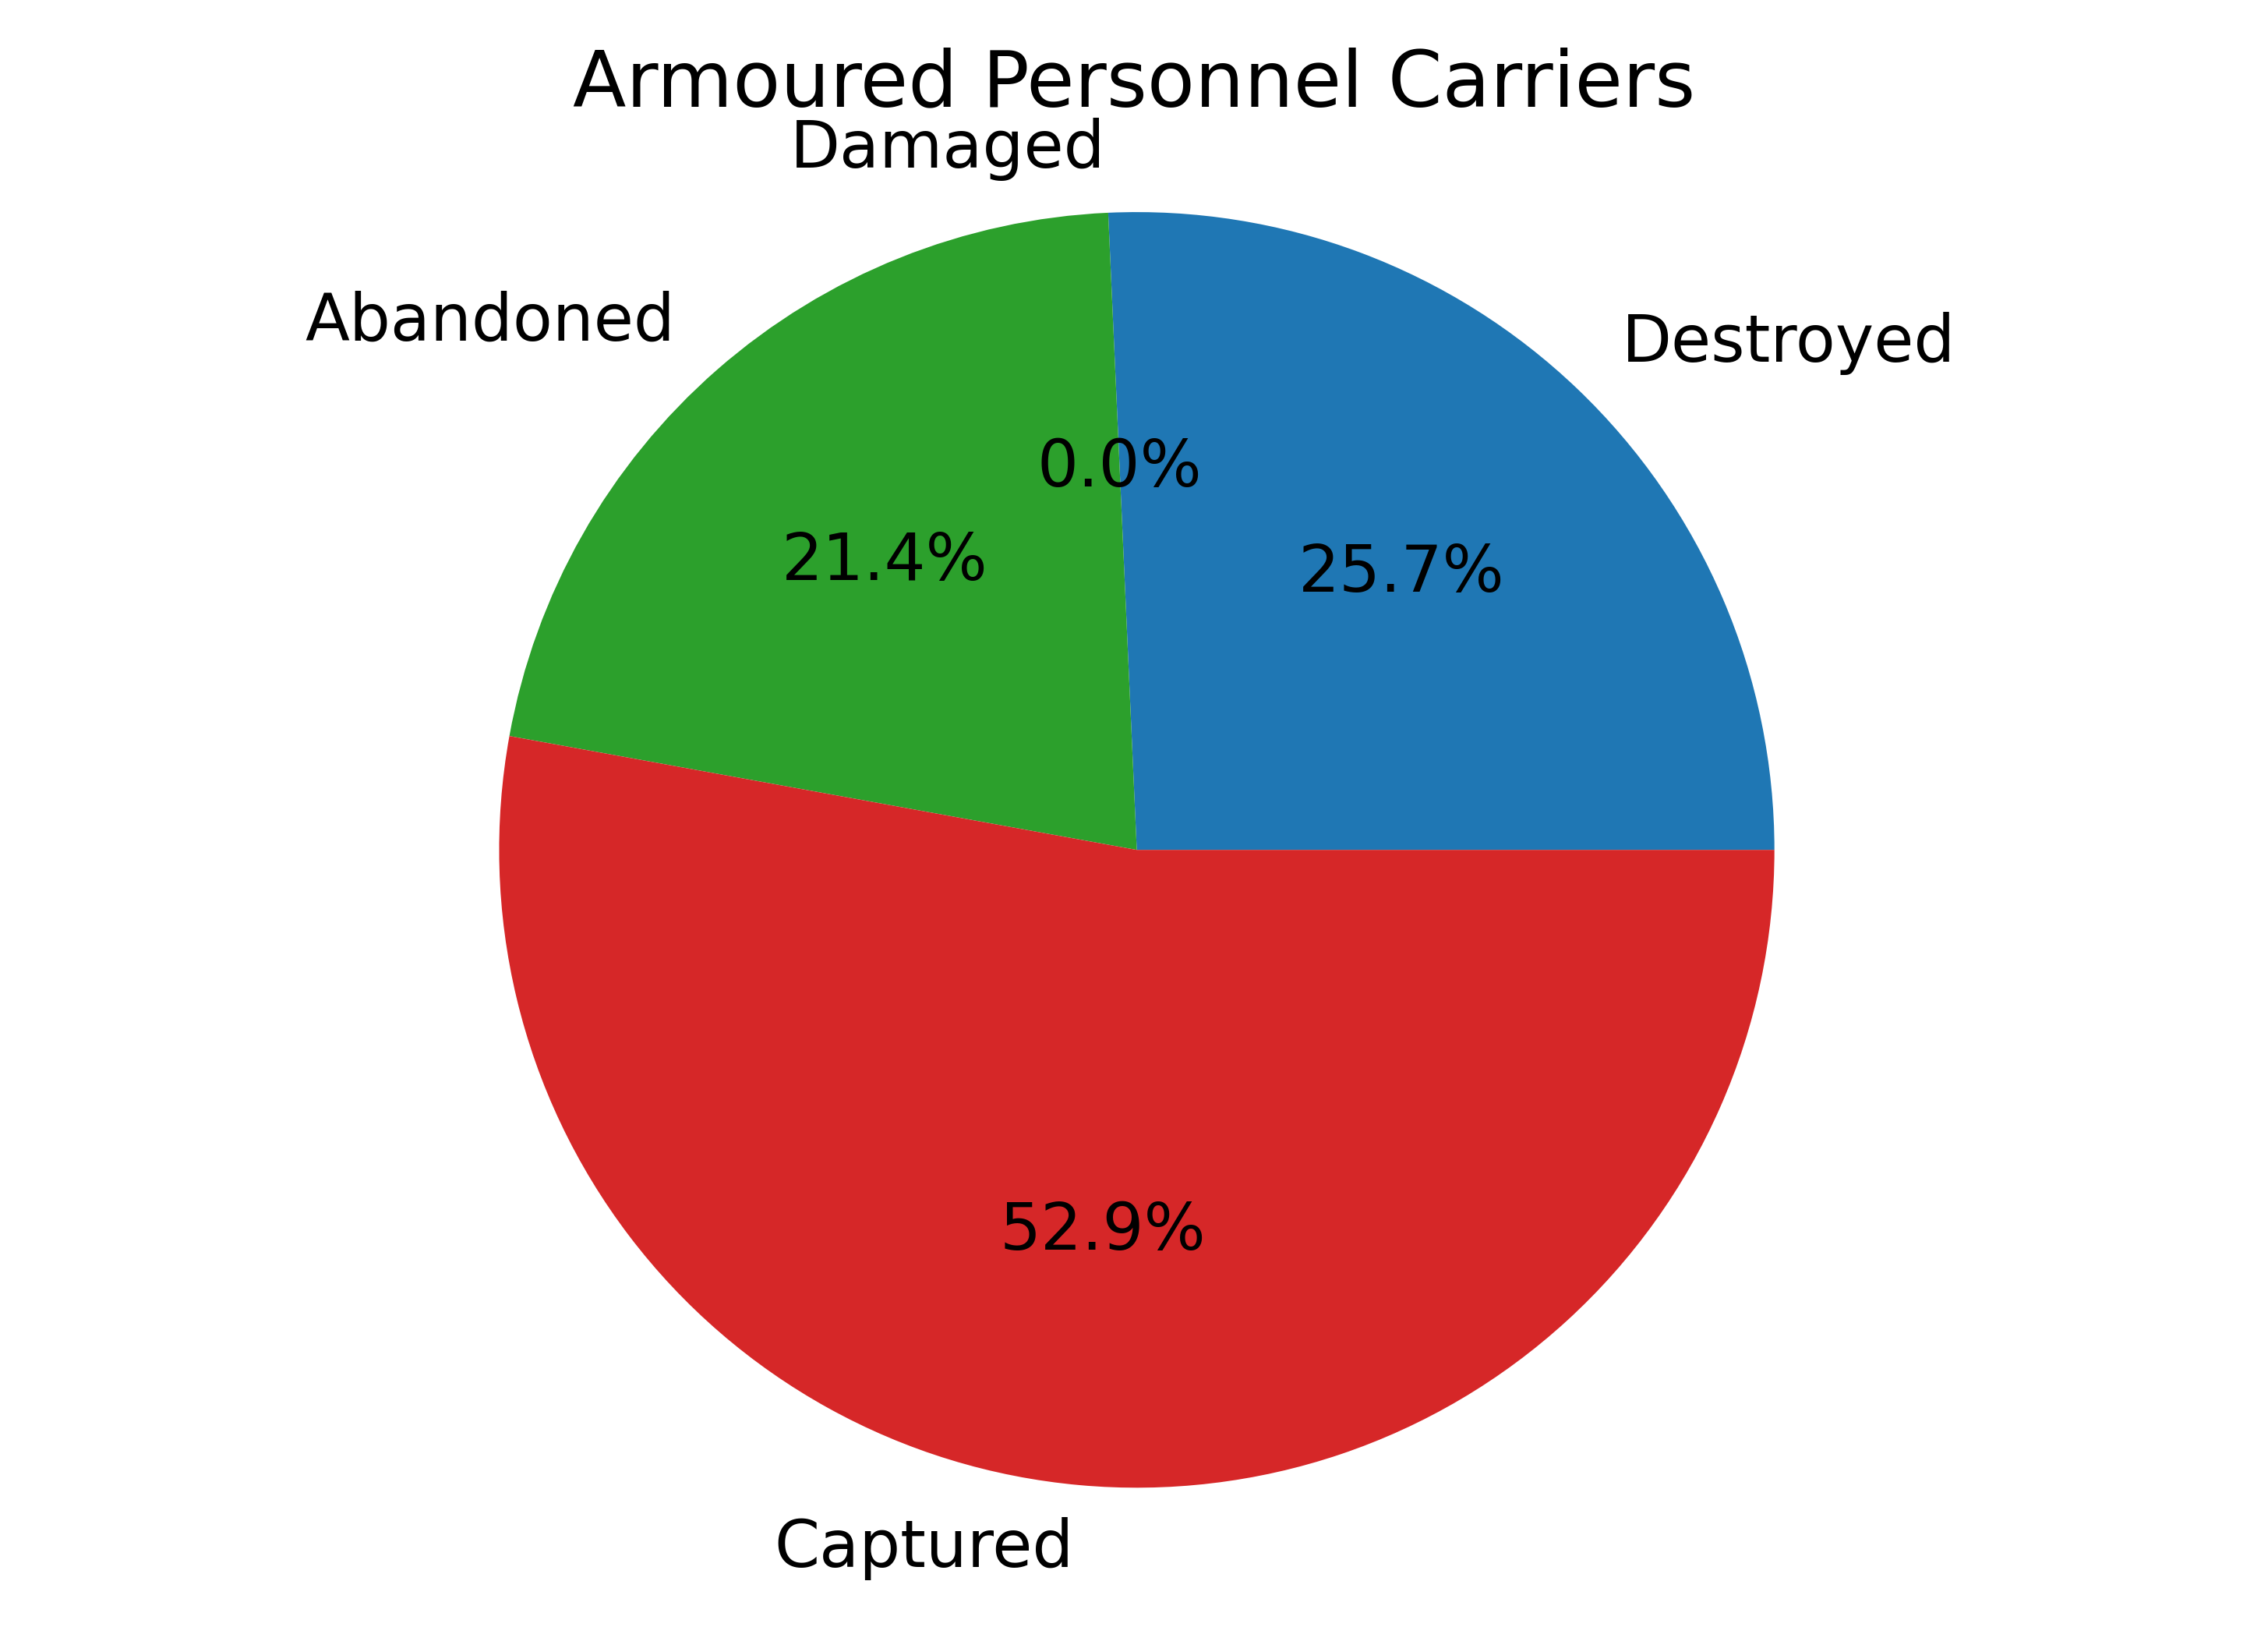 Armoured Personnel Carriers
Damaged
Abandoned
Destroyed
0.0%
21.4%
25.7%
52.9%
Captured